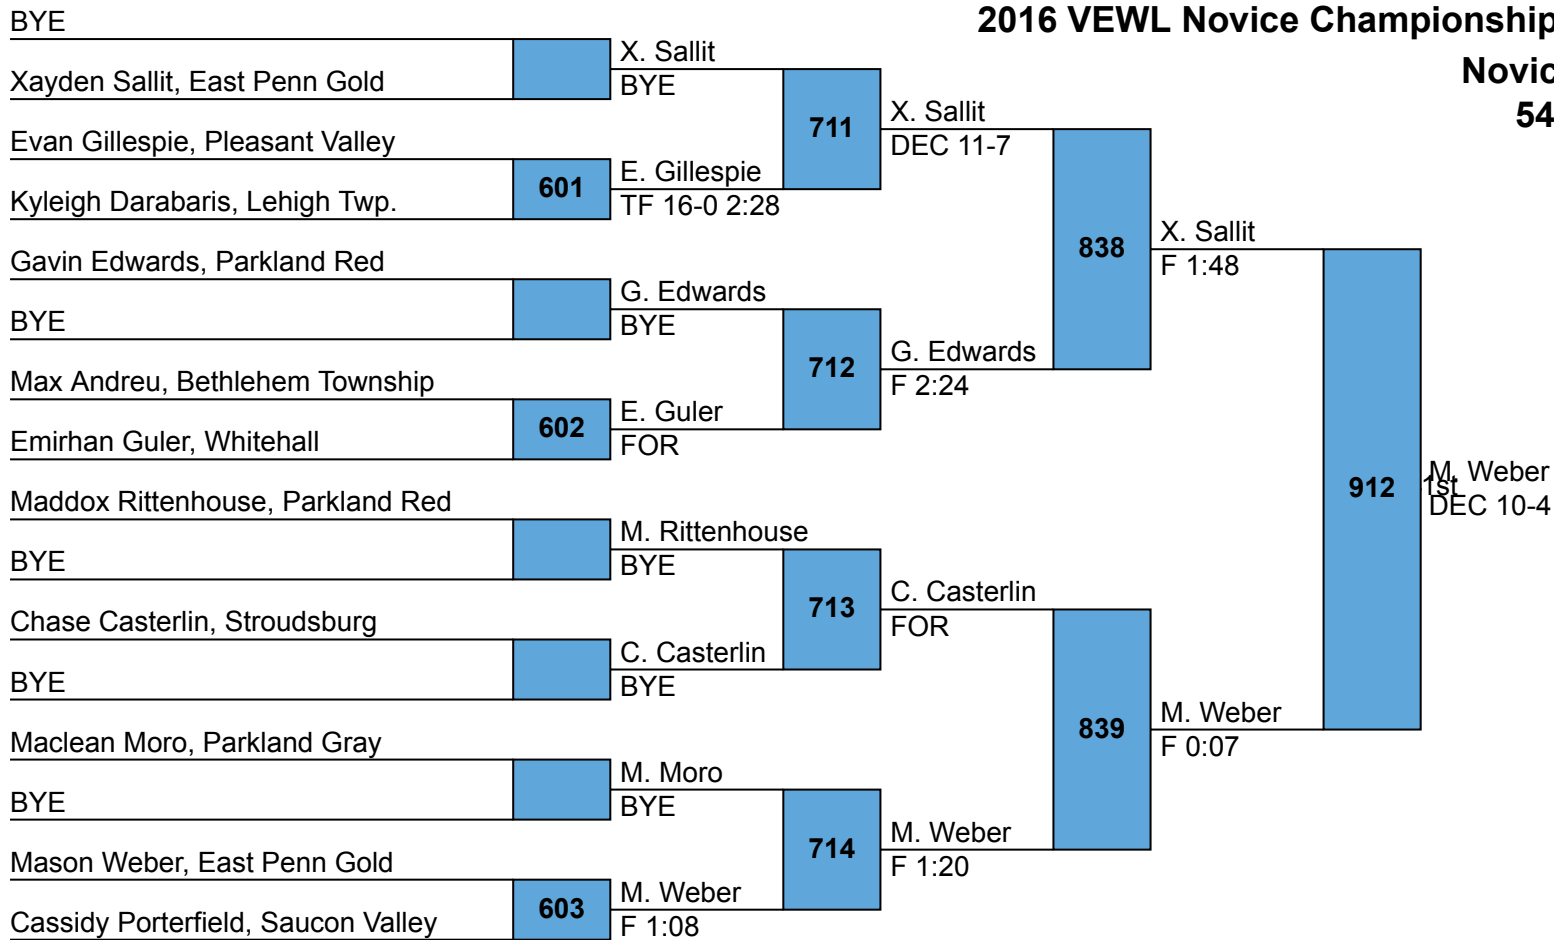 2016 VEWL Novice Championship
Novic
54
BYE
Xayden Sallit, East Penn Gold
Evan Gillespie, Pleasant Valley
601
Kyleigh Darabaris, Lehigh Twp.
Gavin Edwards, Parkland Red
BYE
Max Andreu, Bethlehem Township
602
Emirhan Guler, Whitehall
Maddox Rittenhouse, Parkland Red
BYE
Chase Casterlin, Stroudsburg
BYE
Maclean Moro, Parkland Gray
BYE
Mason Weber, East Penn Gold
603
Cassidy Porterfield, Saucon Valley
X. Sallit
BYE
711
E. Gillespie
TF 16-0 2:28
G. Edwards
BYE
712
E. Guler
FOR
M. Rittenhouse
BYE
713
C. Casterlin
BYE
M. Moro
BYE
714
M. Weber
F 1:08
X. Sallit
DEC 11-7
838
G. Edwards
F 2:24
C. Casterlin
FOR
839
M. Weber
F 1:20
X. Sallit
F 1:48
912
M. Weber
F 0:07
M. Weber
1st
DEC 10-4